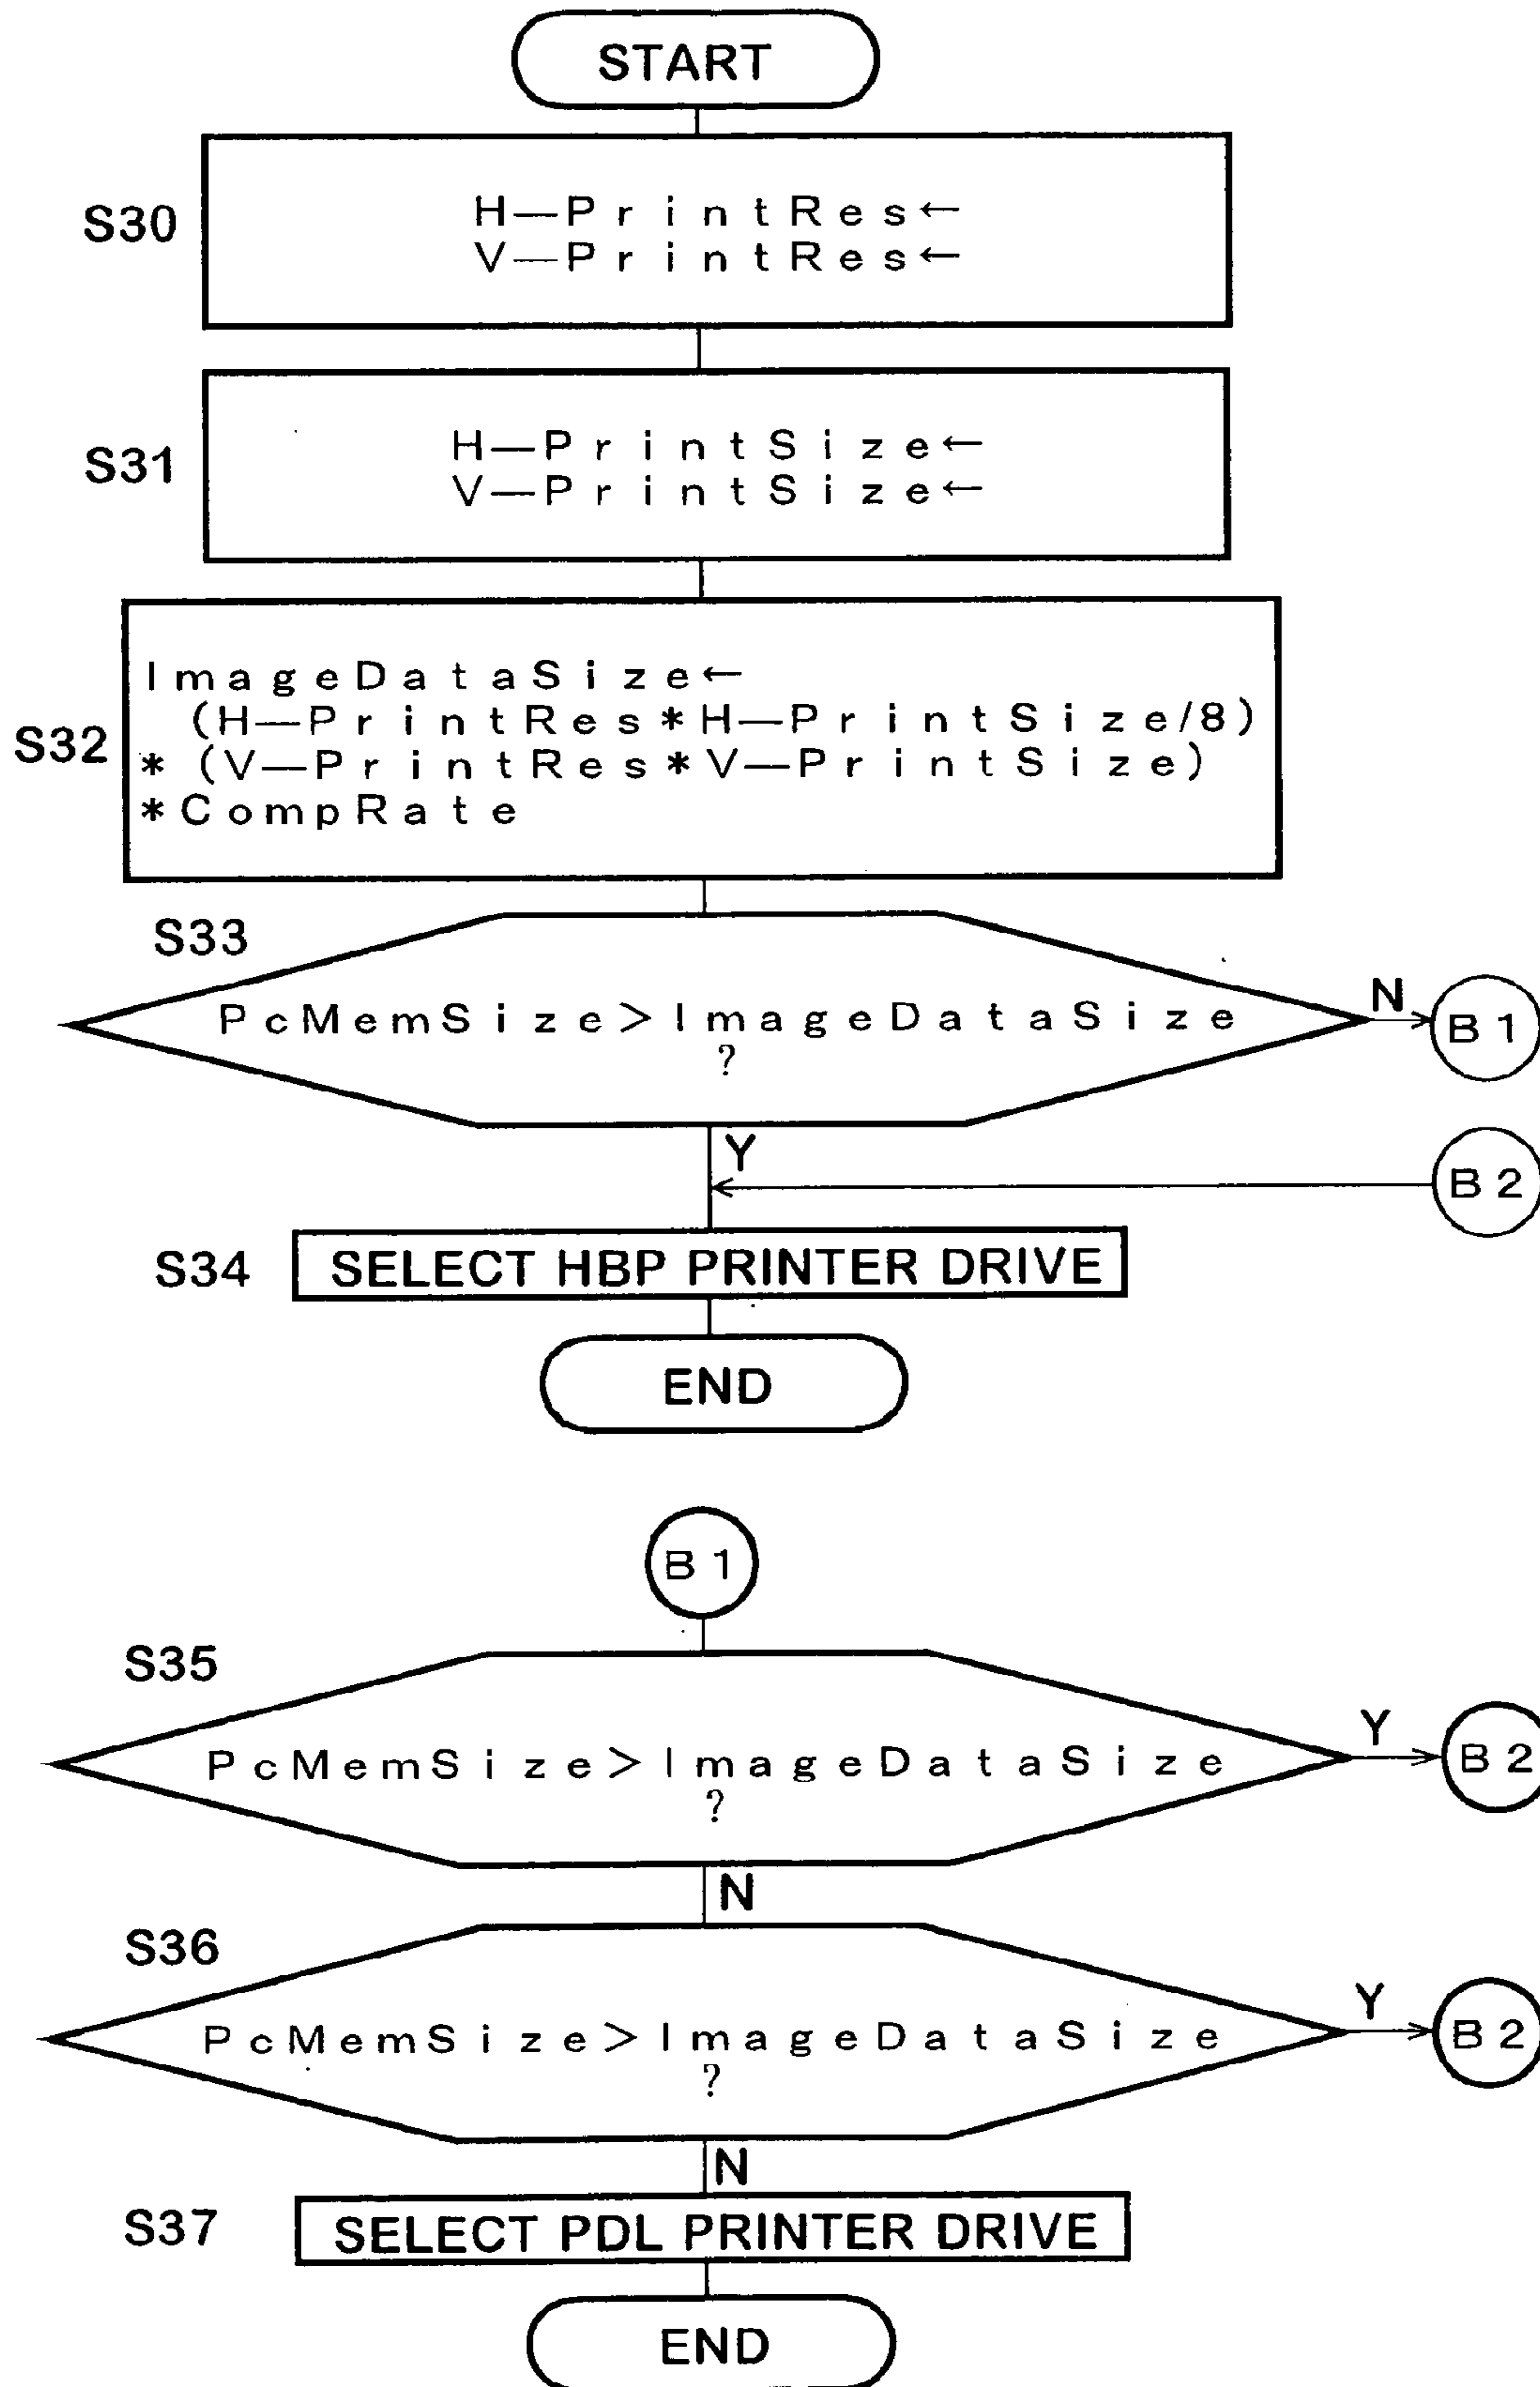 START
S30
H—PrintRes←
V—PrintRes←
S31
H—PrintSize←
V—PrintSize←
S32
ImageDataSize←
(H—PrintRes*H—PrintSize/8)
*(V—PrintRes*V—PrintSize)
*CompRate
S33
PcMemSize>ImageDataSize
?
N
B1
Y
B2
S34
SELECT HBP PRINTER DRIVE
END
B1
S35
PcMemSize>ImageDataSize
?
Y
B2
N
S36
PcMemSize>ImageDataSize
?
Y
B2
N
S37
SELECT PDL PRINTER DRIVE
END